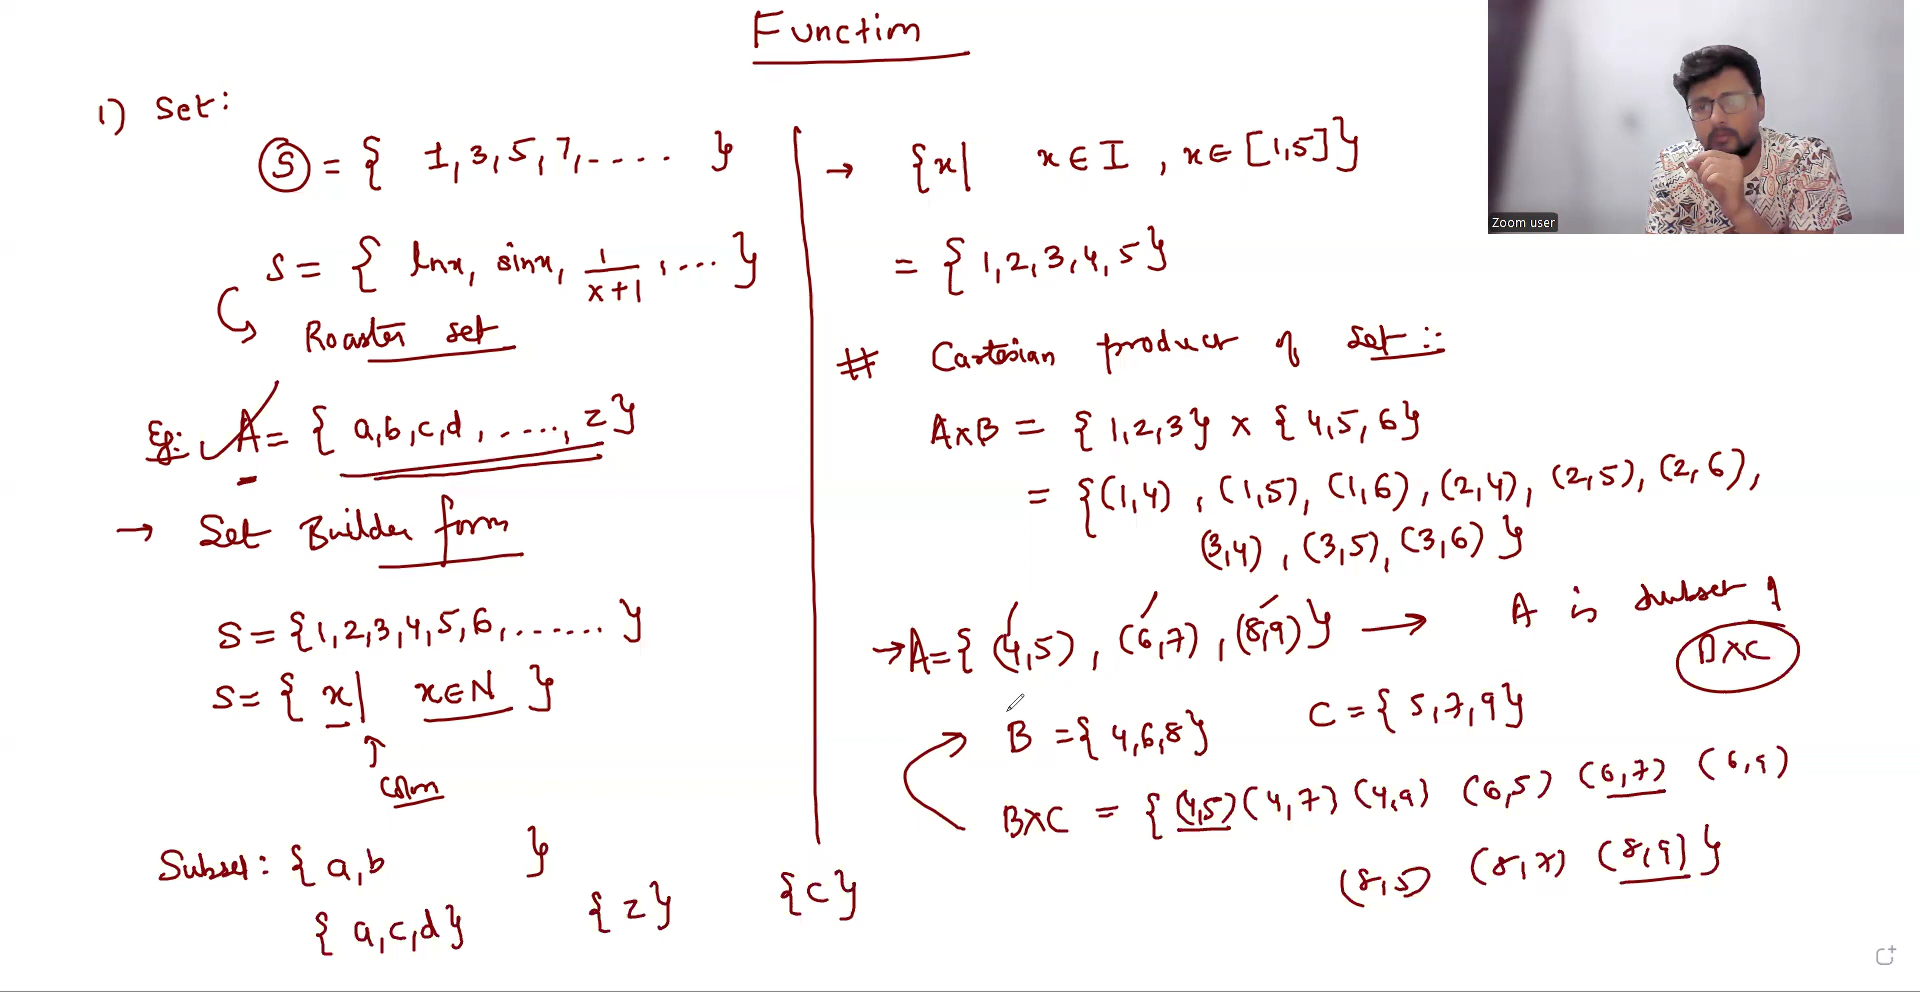 Function
1) Set:
S = { 1, 3, 5, 7, .... }
S = { lnx, sinx, 1/(x+1), ... }
Roaster set
Eg: A = { a, b, c, d, ....., z }
→ Set Builder form
S = {1, 2, 3, 4, 5, 6, ...... }
S = { x | x ∈ N }
↑
Subset: { a, b }
{ a, c, d } { z } { c }
→ { x | x ∈ I , x ∈ [1,5] }
= { 1, 2, 3, 4, 5 }
# Cartesian product of Set::
A×B = { 1, 2, 3 } × { 4, 5, 6 }
= { (1,4) , (1,5), (1,6) , (2,4), (2,5), (2,6),
(3,4) , (3,5), (3,6) }
→ A = { (4,5) , (6,7) , (8,9) } → A is subset of
B×C
B = { 4, 6, 8 } C = { 5, 7, 9 }
B×C = { (4,5) (4,7) (4,9) (6,5) (6,7) (6,9)
(8,5) (8,7) (8,9) }
Zoom user